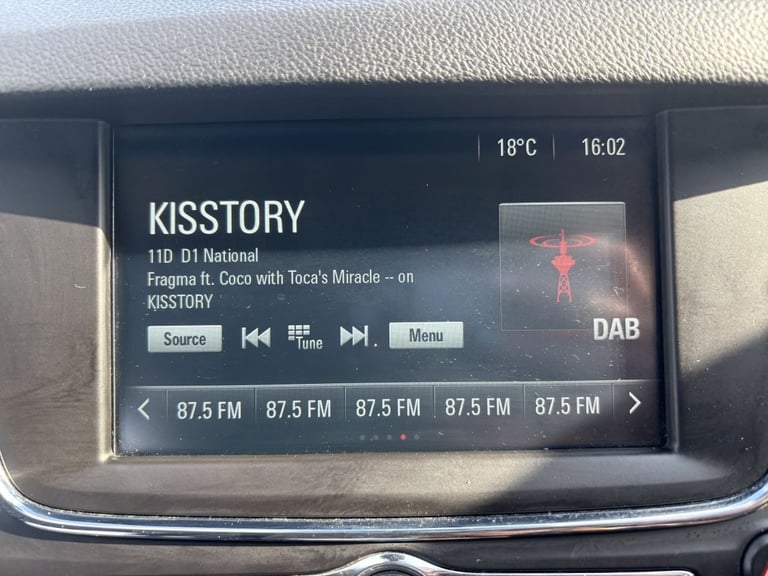 18°C 16:02
KISSTORY
11D D1 National
Fragma ft. Coco with Toca's Miracle -- on
KISSTORY
DAB
Source Tune Menu
87.5 FM 87.5 FM 87.5 FM 87.5 FM 87.5 FM